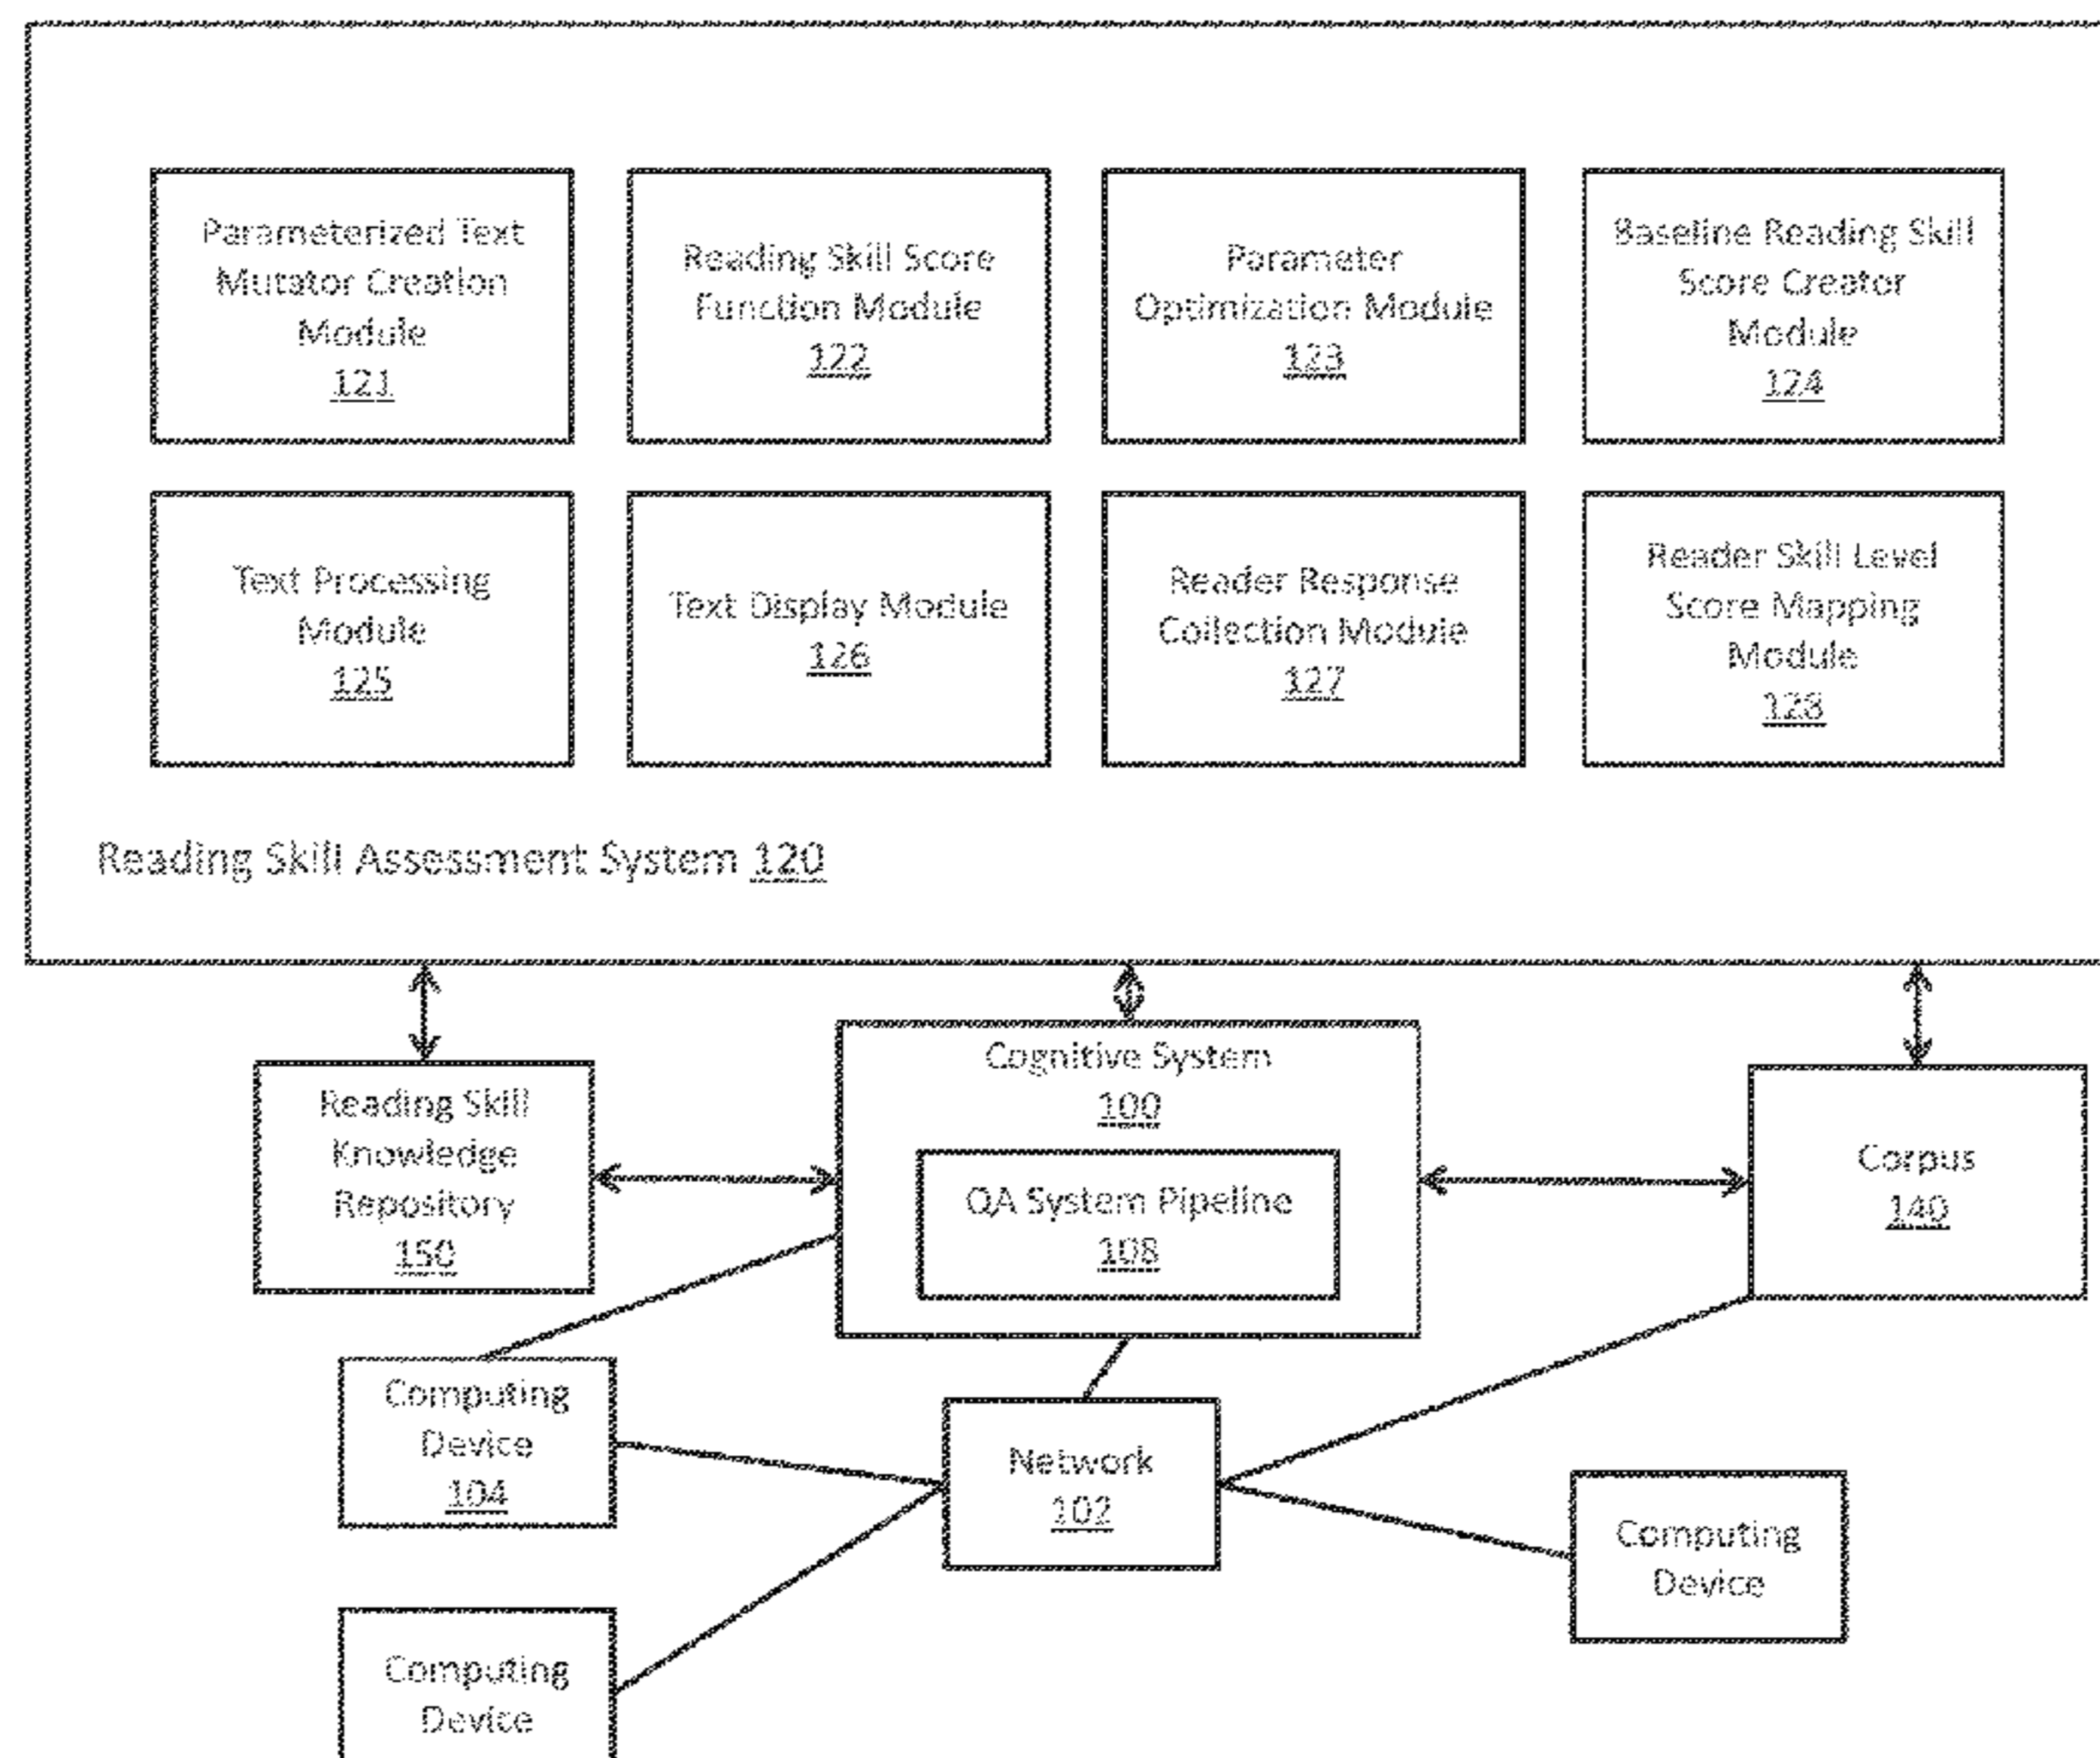 Parameterized Text
Mutator Creation
Module
121
Reading Skill Score
Function Module
122
Parameter
Optimization Module
123
Baseline Reading Skill
Score Creator
Module
124
Text Processing
Module
125
Text Display Module
126
Reader Response
Collection Module
127
Reader Skill Level
Score Mapping
Module
128
Reading Skill Assessment System 120
Reading Skill
Knowledge
Repository
150
Cognitive System
100
QA System Pipeline
108
Corpus
140
Computing
Device
104
Network
102
Computing
Device
Computing
Device